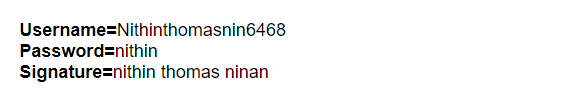 Username=Nithinthomasnin6468
Password=nithin
Signature=nithin thomas ninan